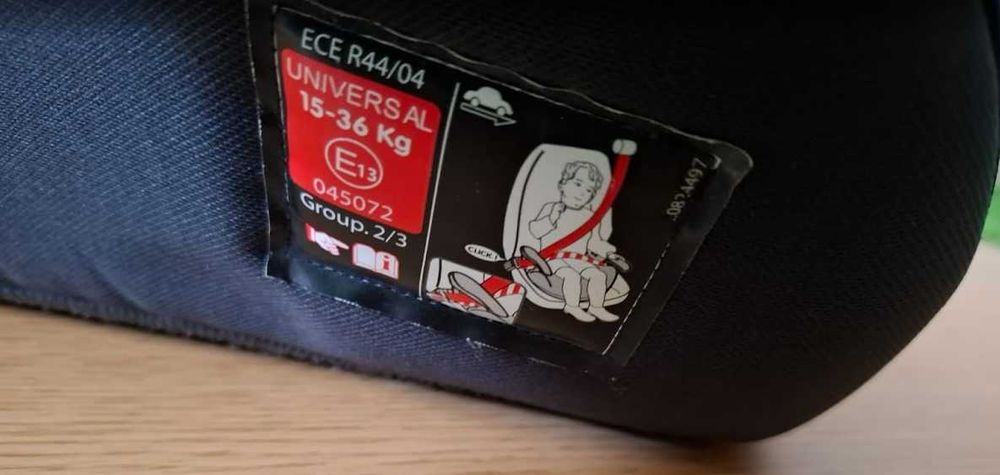 ECE R44/04
UNIVERSAL
15-36 Kg
E13
045072
Group. 2/3
CLICK !